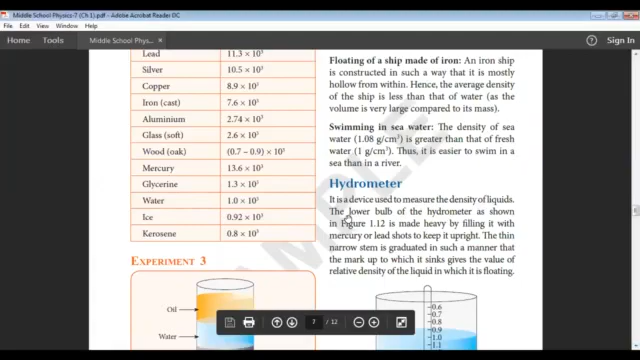 Middle School Physics-7 (Ch 1).pdf - Adobe Acrobat Reader DC
File Edit View Window Help
Home Tools Middle School Phys... ×
Sign In
Lead 11.3 × 10³
Silver 10.5 × 10³
Copper 8.9 × 10³
Iron (cast) 7.6 × 10³
Aluminium 2.74 × 10³
Glass (soft) 2.6 × 10³
Wood (oak) (0.7 – 0.9) × 10³
Mercury 13.6 × 10³
Glycerine 1.3 × 10³
Water 1.0 × 10³
Ice 0.92 × 10³
Kerosene 0.8 × 10³
EXPERIMENT 3
Oil
Water
Floating of a ship made of iron: An iron ship
is constructed in such a way that it is mostly
hollow from within. Hence, the average density
of the ship is less than that of water (as the
volume is very large compared to its mass).
Swimming in sea water: The density of sea
water (1.08 g/cm³) is greater than that of fresh
water (1 g/cm³). Thus, it is easier to swim in a
sea than in a river.
Hydrometer
It is a device used to measure the density of liquids.
The lower bulb of the hydrometer as shown
in Figure 1.12 is made heavy by filling it with
mercury or lead shots to keep it upright. The thin
narrow stem is graduated in such a manner that
the mark up to which it sinks gives the value of
relative density of the liquid in which it is floating.
0.6
0.7
0.8
0.9
1.0
1.1
7 / 12